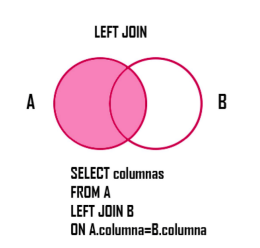 LEFT JOIN
A B
SELECT columnas
FROM A
LEFT JOIN B
ON A.columna=B.columna